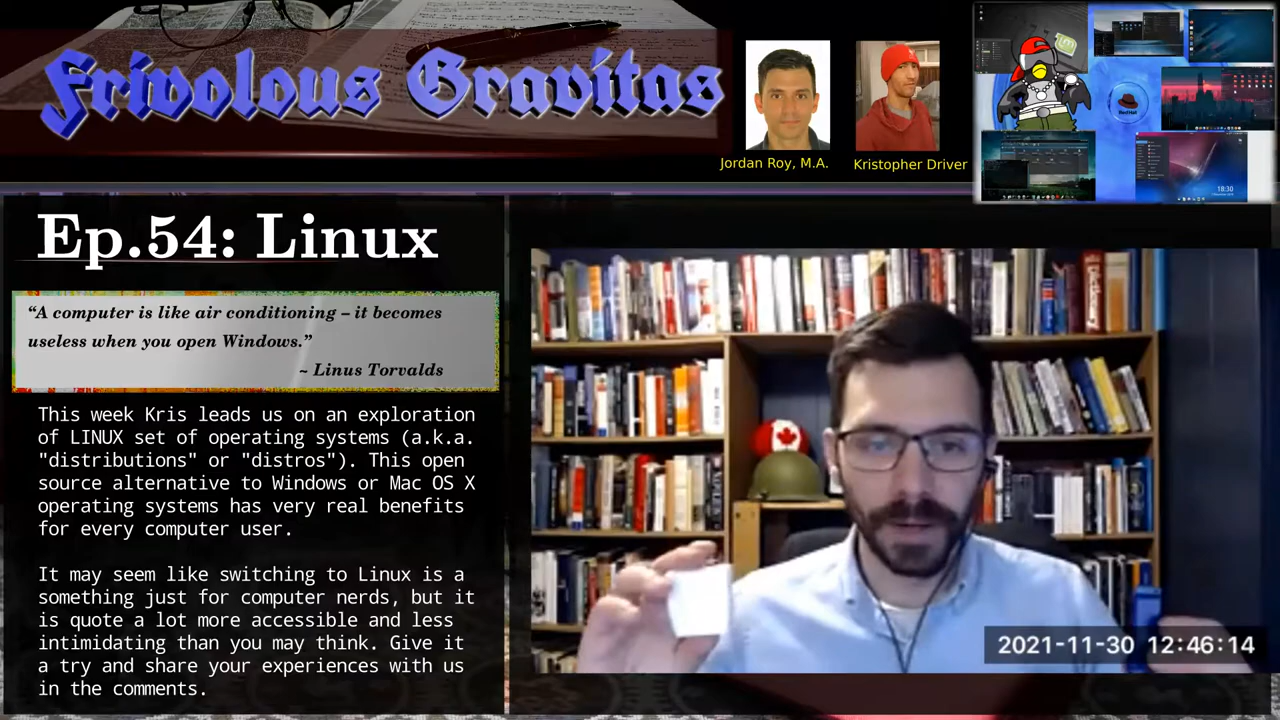 Frivolous Gravitas
Jordan Roy, M.A.
Kristopher Driver
RedHat
18:30
Ep.54: Linux
“A computer is like air conditioning – it becomes
useless when you open Windows.”
~ Linus Torvalds
This week Kris leads us on an exploration
of LINUX set of operating systems (a.k.a.
"distributions" or "distros"). This open
source alternative to Windows or Mac OS X
operating systems has very real benefits
for every computer user.
It may seem like switching to Linux is a
something just for computer nerds, but it
is quote a lot more accessible and less
intimidating than you may think. Give it
a try and share your experiences with us
in the comments.
2021-11-30 12:46:14